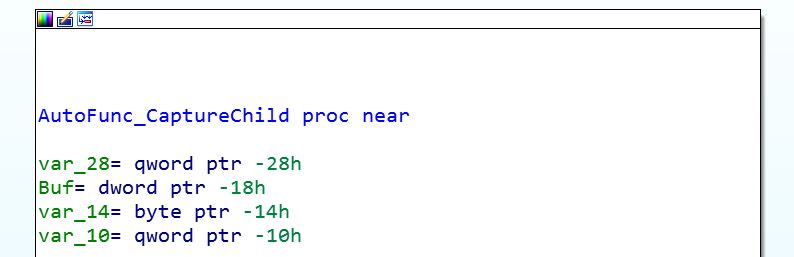 AutoFunc_CaptureChild proc near
var_28= qword ptr -28h
Buf= dword ptr -18h
var_14= byte ptr -14h
var_10= qword ptr -10h